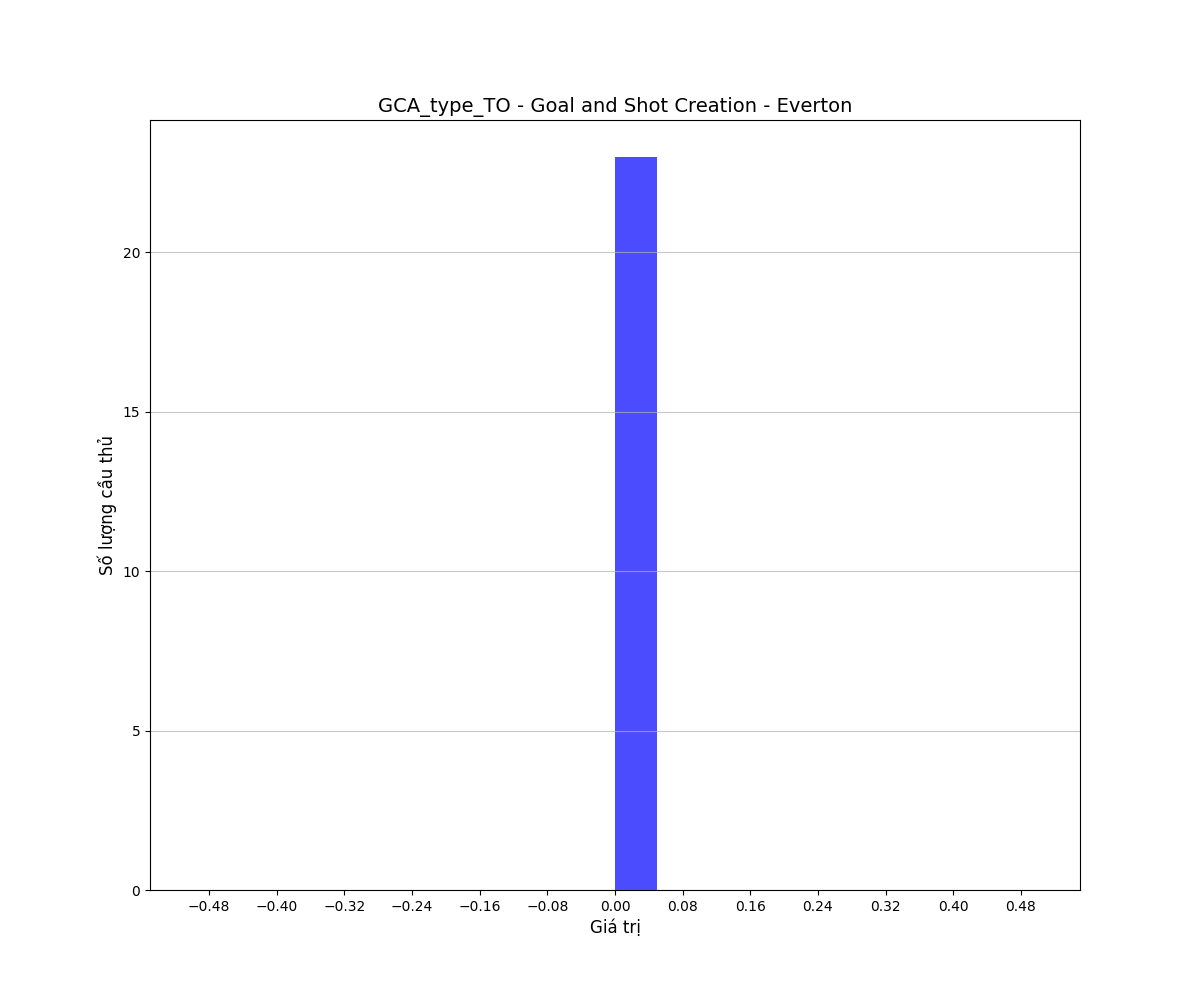 GCA_type_TO - Goal and Shot Creation - Everton
Số lượng cầu thủ
20
15
10
5
0
−0.48 −0.40 −0.32 −0.24 −0.16 −0.08 0.00 0.08 0.16 0.24 0.32 0.40 0.48
Giá trị